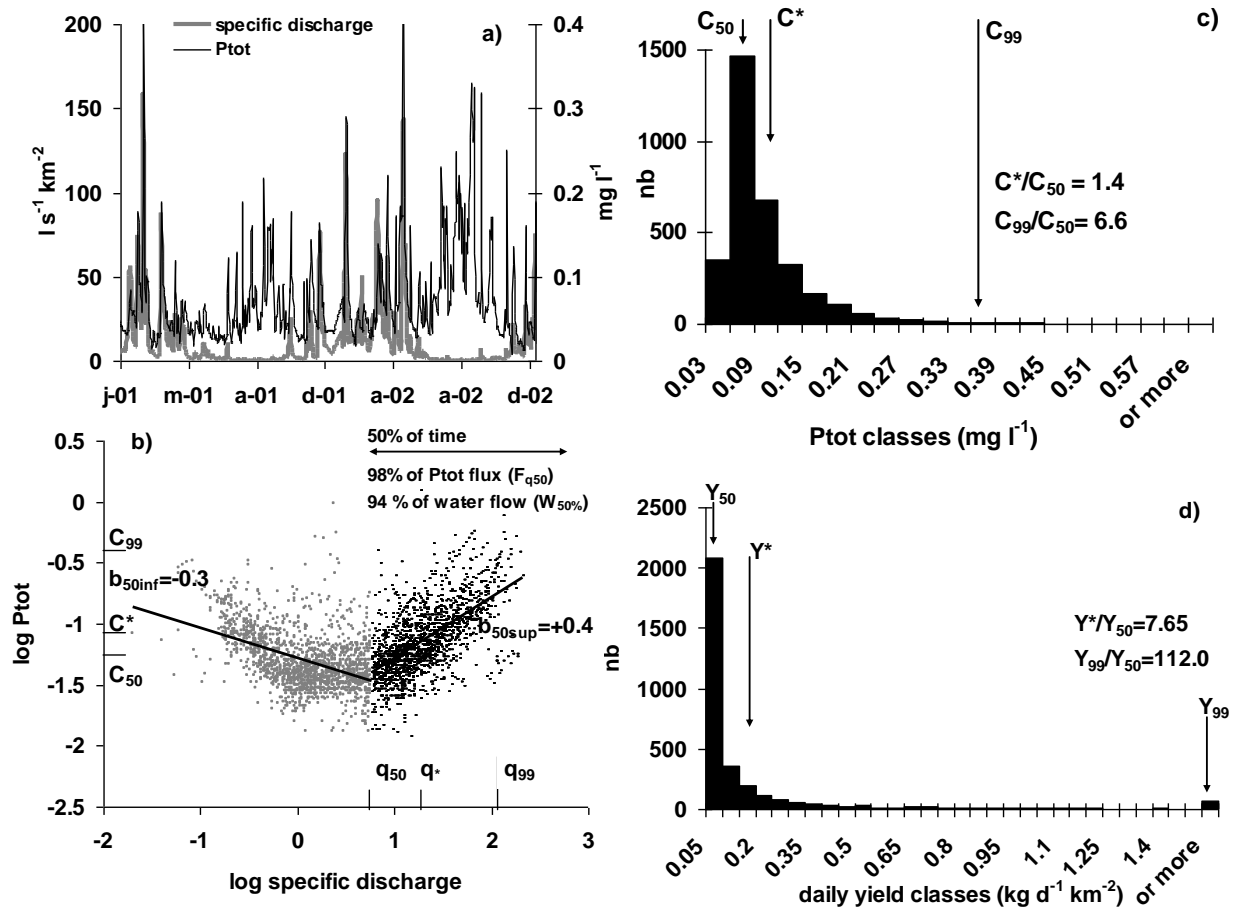 specific discharge
Ptot
a)
200
150
100
50
0
l s-1 km-2
0.4
0.3
0.2
0.1
0
mg l-1
j-01 m-01 a-01 d-01 a-02 a-02 d-02
b)
50% of time
98% of Ptot flux (Fq50)
94 % of water flow (W50%)
0.5
0
-0.5
-1
-1.5
-2
-2.5
log Ptot
C99
b50inf=-0.3
C*
C50
b50sup=+0.4
q50 q* q99
-2 -1 0 1 2 3
log specific discharge
c)
C50 C* C99
1500
1000
500
0
nb
C*/C50 = 1.4
C99/C50= 6.6
0.03 0.09 0.15 0.21 0.27 0.33 0.39 0.45 0.51 0.57 or more
Ptot classes (mg l-1)
d)
Y50
Y*
Y99
2500
2000
1500
1000
500
0
nb
Y*/Y50=7.65
Y99/Y50=112.0
0.05 0.2 0.35 0.5 0.65 0.8 0.95 1.1 1.25 1.4 or more
daily yield classes (kg d-1 km-2)